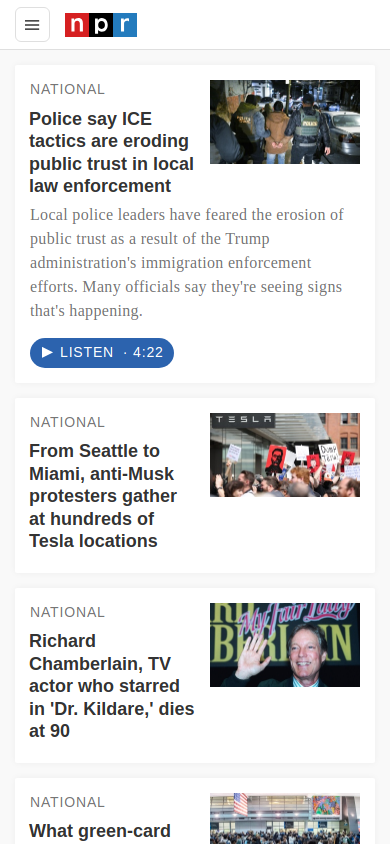 npr
NATIONAL
Police say ICE
tactics are eroding
public trust in local
law enforcement
Local police leaders have feared the erosion of
public trust as a result of the Trump
administration's immigration enforcement
efforts. Many officials say they're seeing signs
that's happening.
LISTEN · 4:22
NATIONAL
From Seattle to
Miami, anti-Musk
protesters gather
at hundreds of
Tesla locations
TESLA
NATIONAL
Richard
Chamberlain, TV
actor who starred
in 'Dr. Kildare,' dies
at 90
My Fair Lady
NATIONAL
What green-card